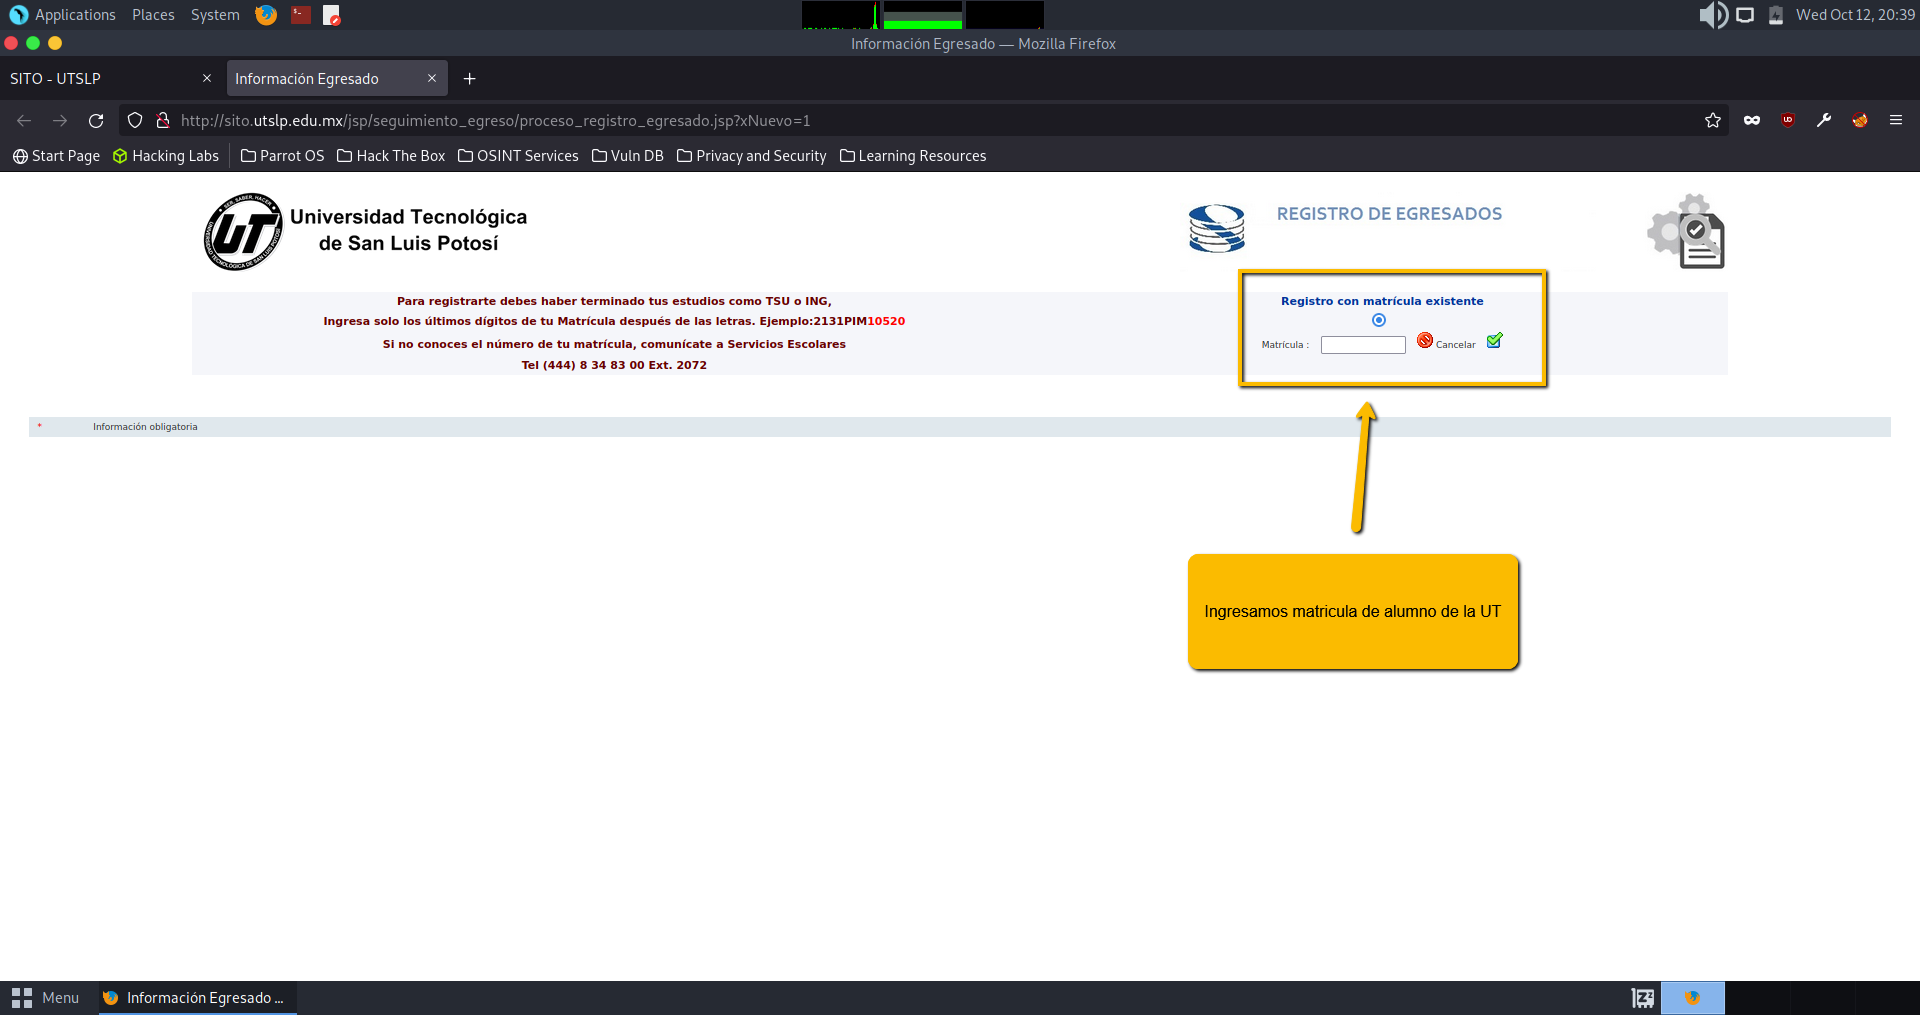 Applications Places System
Wed Oct 12, 20:39
Información Egresado — Mozilla Firefox
SITO - UTSLP
Información Egresado
http://sito.utslp.edu.mx/jsp/seguimiento_egreso/proceso_registro_egresado.jsp?xNuevo=1
Start Page Hacking Labs Parrot OS Hack The Box OSINT Services Vuln DB Privacy and Security Learning Resources
UT
Universidad Tecnológica
de San Luis Potosí
REGISTRO DE EGRESADOS
Para registrarte debes haber terminado tus estudios como TSU o ING,
Ingresa solo los últimos dígitos de tu Matrícula después de las letras. Ejemplo:2131PIM10520
Si no conoces el número de tu matrícula, comunícate a Servicios Escolares
Tel (444) 8 34 83 00 Ext. 2072
Registro con matrícula existente
Matrícula : Cancelar
* Información obligatoria
Ingresamos matricula de alumno de la UT
Menu
Información Egresado ...